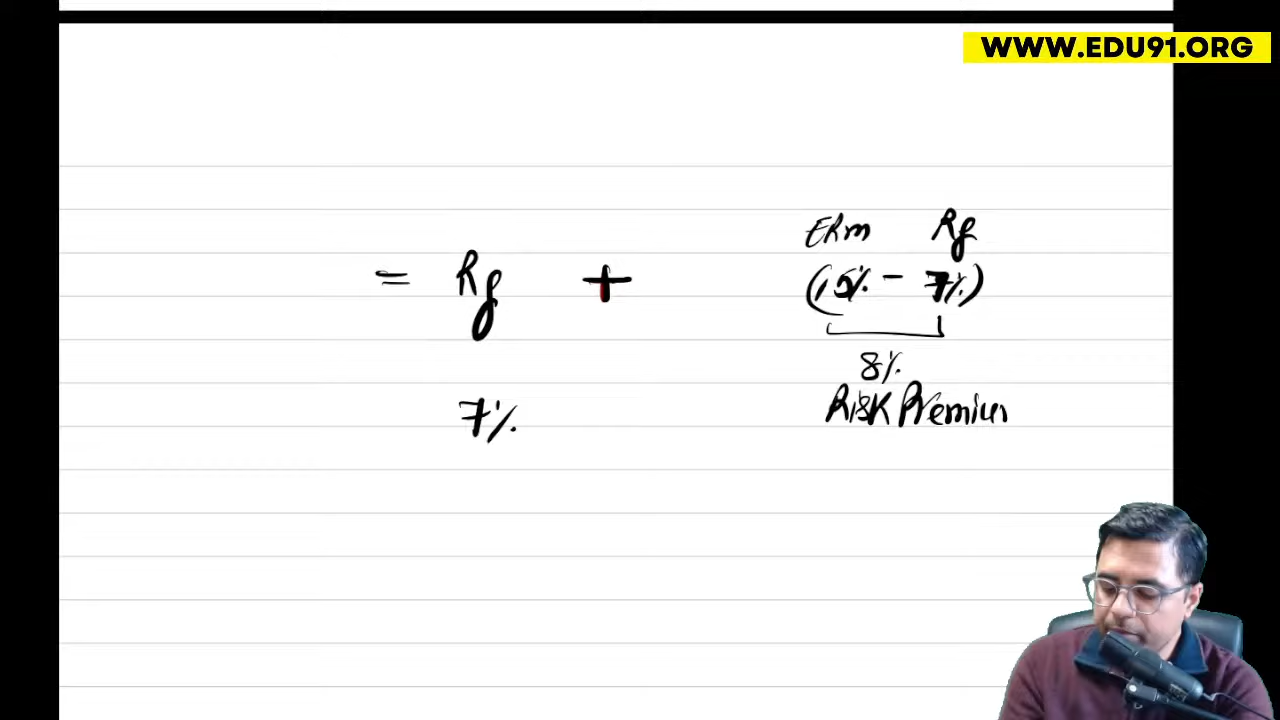 WWW.EDU91.ORG
ERm Rf
= Rf + (15% - 7%)
8%
7% RISK Premium